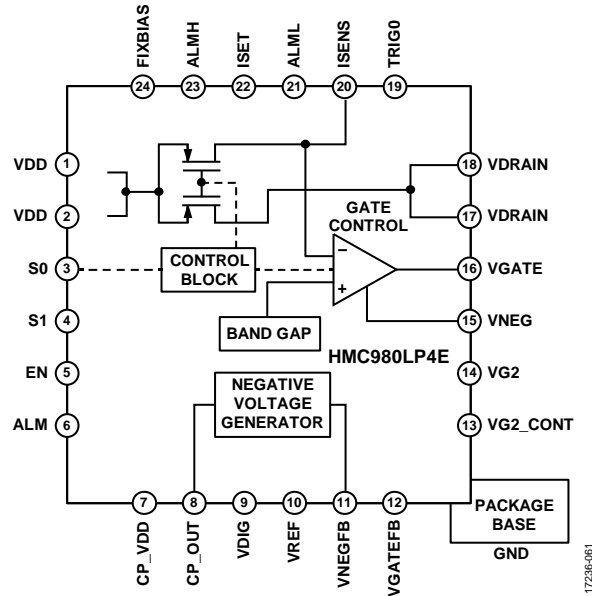 FIXBIAS
ALMH
ISET
ALML
ISENS
TRIG0
24
23
22
21
20
19
VDD
1
18
VDRAIN
VDD
2
17
VDRAIN
GATE
CONTROL
S0
3
CONTROL
BLOCK
–
+
16
VGATE
S1
4
BAND GAP
15
VNEG
HMC980LP4E
EN
5
14
VG2
NEGATIVE
VOLTAGE
GENERATOR
ALM
6
13
VG2_CONT
7
8
9
10
11
12
CP_VDD
CP_OUT
VDIG
VREF
VNEGFB
VGATEFB
PACKAGE
BASE
GND
17236-061